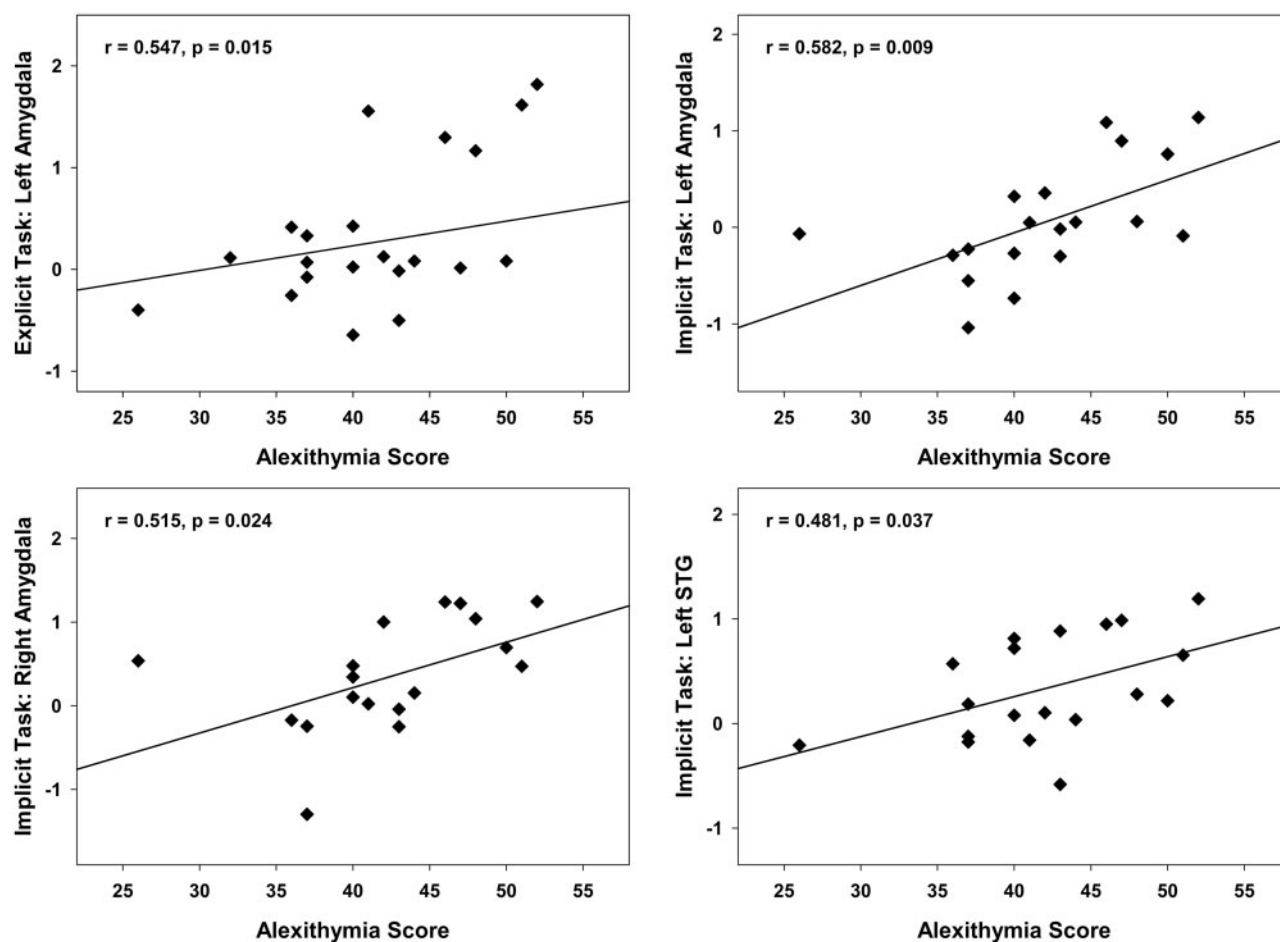 r = 0.547, p = 0.015
Explicit Task: Left Amygdala
2
1
0
-1
25 30 35 40 45 50 55
Alexithymia Score
r = 0.582, p = 0.009
Implicit Task: Left Amygdala
2
1
0
-1
25 30 35 40 45 50 55
Alexithymia Score
r = 0.515, p = 0.024
Implicit Task: Right Amygdala
2
1
0
-1
25 30 35 40 45 50 55
Alexithymia Score
r = 0.481, p = 0.037
Implicit Task: Left STG
2
1
0
-1
25 30 35 40 45 50 55
Alexithymia Score